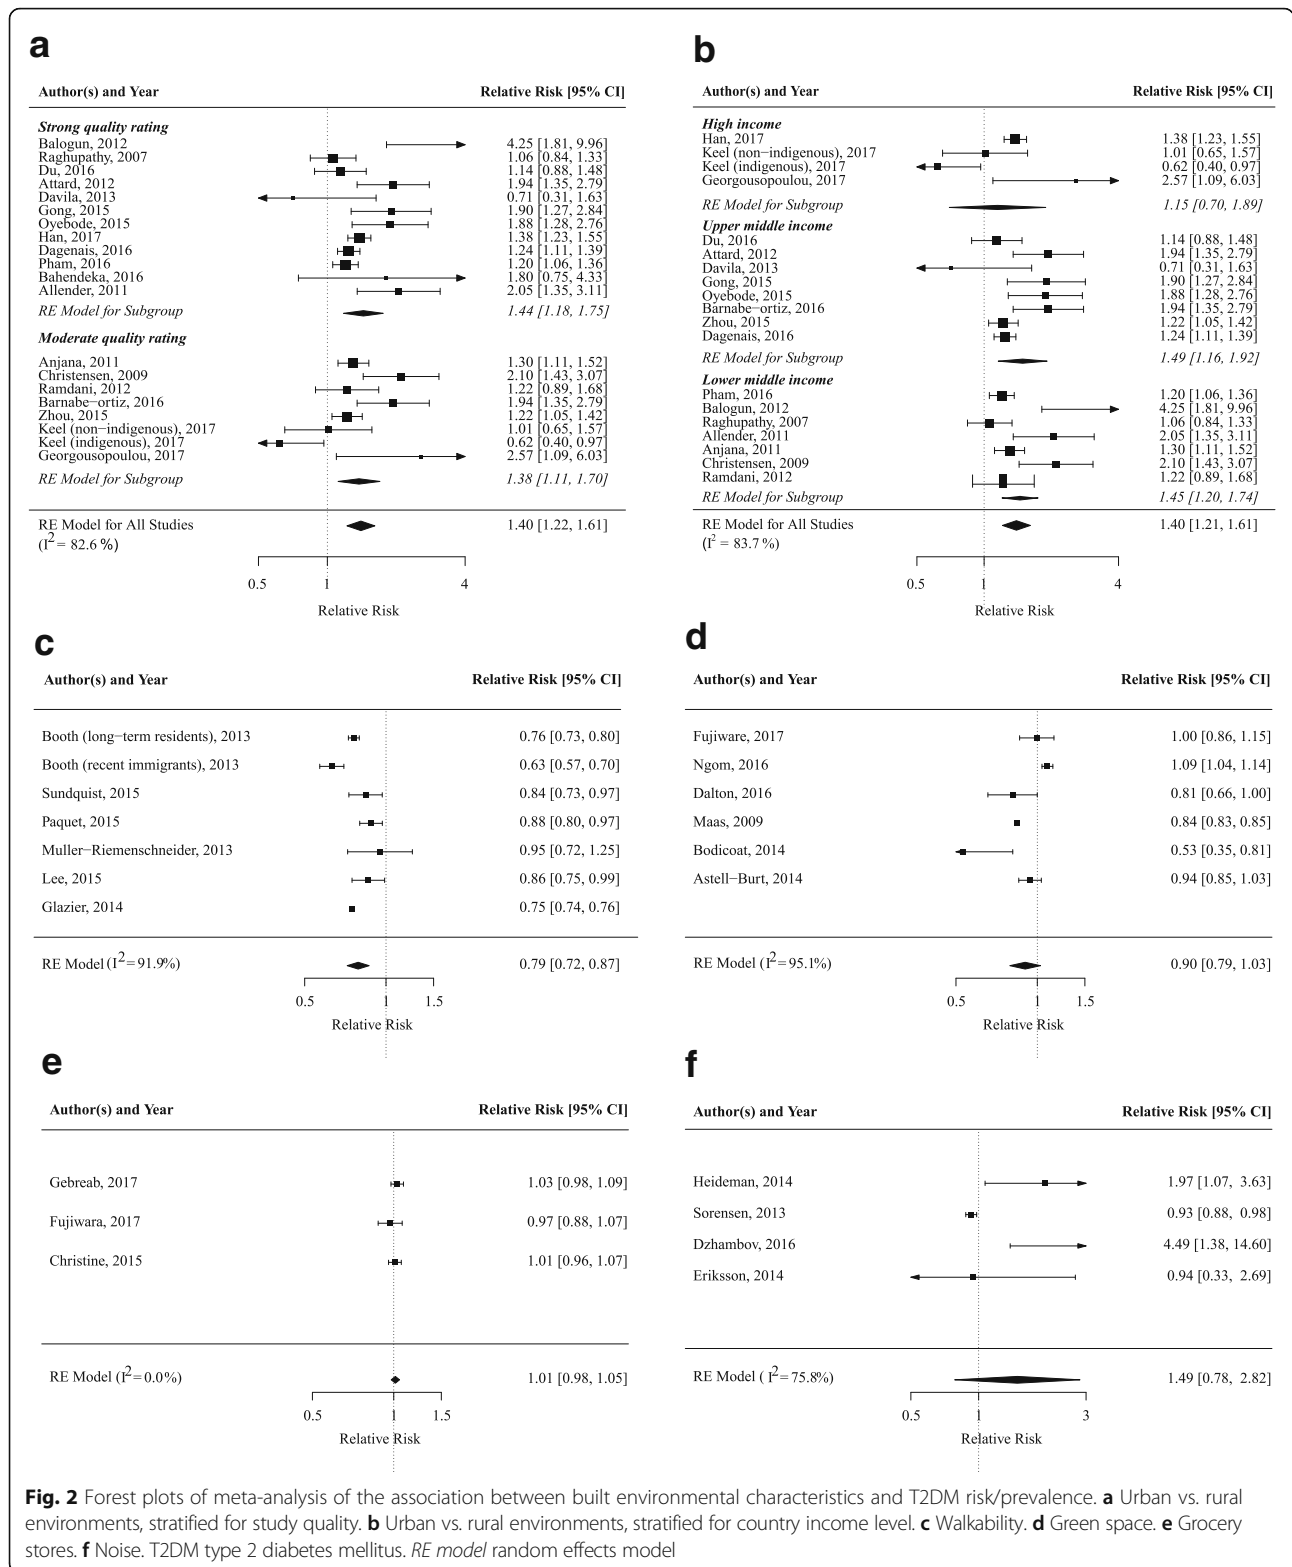 a
Author(s) and Year Relative Risk [95% CI]
Strong quality rating
Balogun, 2012 4.25 [1.81, 9.96]
Raghupathy, 2007 1.06 [0.84, 1.33]
Du, 2016 1.14 [0.88, 1.48]
Attard, 2012 1.94 [1.35, 2.79]
Davila, 2013 0.71 [0.31, 1.63]
Gong, 2015 1.90 [1.27, 2.84]
Oyebode, 2015 1.88 [1.28, 2.76]
Han, 2017 1.38 [1.23, 1.55]
Dagenais, 2016 1.24 [1.11, 1.39]
Pham, 2016 1.20 [1.06, 1.36]
Bahendeka, 2016 1.80 [0.75, 4.33]
Allender, 2011 2.05 [1.35, 3.11]
RE Model for Subgroup 1.44 [1.18, 1.75]
Moderate quality rating
Anjana, 2011 1.30 [1.11, 1.52]
Christensen, 2009 2.10 [1.43, 3.07]
Ramdani, 2012 1.22 [0.89, 1.68]
Barnabe−ortiz, 2016 1.94 [1.35, 2.79]
Zhou, 2015 1.22 [1.05, 1.42]
Keel (non−indigenous), 2017 1.01 [0.65, 1.57]
Keel (indigenous), 2017 0.62 [0.40, 0.97]
Georgousopoulou, 2017 2.57 [1.09, 6.03]
RE Model for Subgroup 1.38 [1.11, 1.70]
RE Model for All Studies 1.40 [1.22, 1.61]
(I² = 82.6 %)
0.5 1 4
Relative Risk
b
Author(s) and Year Relative Risk [95% CI]
High income
Han, 2017 1.38 [1.23, 1.55]
Keel (non−indigenous), 2017 1.01 [0.65, 1.57]
Keel (indigenous), 2017 0.62 [0.40, 0.97]
Georgousopoulou, 2017 2.57 [1.09, 6.03]
RE Model for Subgroup 1.15 [0.70, 1.89]
Upper middle income
Du, 2016 1.14 [0.88, 1.48]
Attard, 2012 1.94 [1.35, 2.79]
Davila, 2013 0.71 [0.31, 1.63]
Gong, 2015 1.90 [1.27, 2.84]
Oyebode, 2015 1.88 [1.28, 2.76]
Barnabe−ortiz, 2016 1.94 [1.35, 2.79]
Zhou, 2015 1.22 [1.05, 1.42]
Dagenais, 2016 1.24 [1.11, 1.39]
RE Model for Subgroup 1.49 [1.16, 1.92]
Lower middle income
Pham, 2016 1.20 [1.06, 1.36]
Balogun, 2012 4.25 [1.81, 9.96]
Raghupathy, 2007 1.06 [0.84, 1.33]
Allender, 2011 2.05 [1.35, 3.11]
Anjana, 2011 1.30 [1.11, 1.52]
Christensen, 2009 2.10 [1.43, 3.07]
Ramdani, 2012 1.22 [0.89, 1.68]
RE Model for Subgroup 1.45 [1.20, 1.74]
RE Model for All Studies 1.40 [1.21, 1.61]
(I² = 83.7 %)
0.5 1 4
Relative Risk
c
Author(s) and Year Relative Risk [95% CI]
Booth (long−term residents), 2013 0.76 [0.73, 0.80]
Booth (recent immigrants), 2013 0.63 [0.57, 0.70]
Sundquist, 2015 0.84 [0.73, 0.97]
Paquet, 2015 0.88 [0.80, 0.97]
Muller−Riemenschneider, 2013 0.95 [0.72, 1.25]
Lee, 2015 0.86 [0.75, 0.99]
Glazier, 2014 0.75 [0.74, 0.76]
RE Model (I²=91.9%) 0.79 [0.72, 0.87]
0.5 1 1.5
Relative Risk
d
Author(s) and Year Relative Risk [95% CI]
Fujiware, 2017 1.00 [0.86, 1.15]
Ngom, 2016 1.09 [1.04, 1.14]
Dalton, 2016 0.81 [0.66, 1.00]
Maas, 2009 0.84 [0.83, 0.85]
Bodicoat, 2014 0.53 [0.35, 0.81]
Astell−Burt, 2014 0.94 [0.85, 1.03]
RE Model (I²=95.1%) 0.90 [0.79, 1.03]
0.5 1 1.5
Relative Risk
e
Author(s) and Year Relative Risk [95% CI]
Gebreab, 2017 1.03 [0.98, 1.09]
Fujiwara, 2017 0.97 [0.88, 1.07]
Christine, 2015 1.01 [0.96, 1.07]
RE Model (I²=0.0%) 1.01 [0.98, 1.05]
0.5 1 1.5
Relative Risk
f
Author(s) and Year Relative Risk [95% CI]
Heideman, 2014 1.97 [1.07, 3.63]
Sorensen, 2013 0.93 [0.88, 0.98]
Dzhambov, 2016 4.49 [1.38, 14.60]
Eriksson, 2014 0.94 [0.33, 2.69]
RE Model ( I²=75.8%) 1.49 [0.78, 2.82]
0.5 1 3
Relative Risk
Fig. 2 Forest plots of meta-analysis of the association between built environmental characteristics and T2DM risk/prevalence. a Urban vs. rural
environments, stratified for study quality. b Urban vs. rural environments, stratified for country income level. c Walkability. d Green space. e Grocery
stores. f Noise. T2DM type 2 diabetes mellitus. RE model random effects model